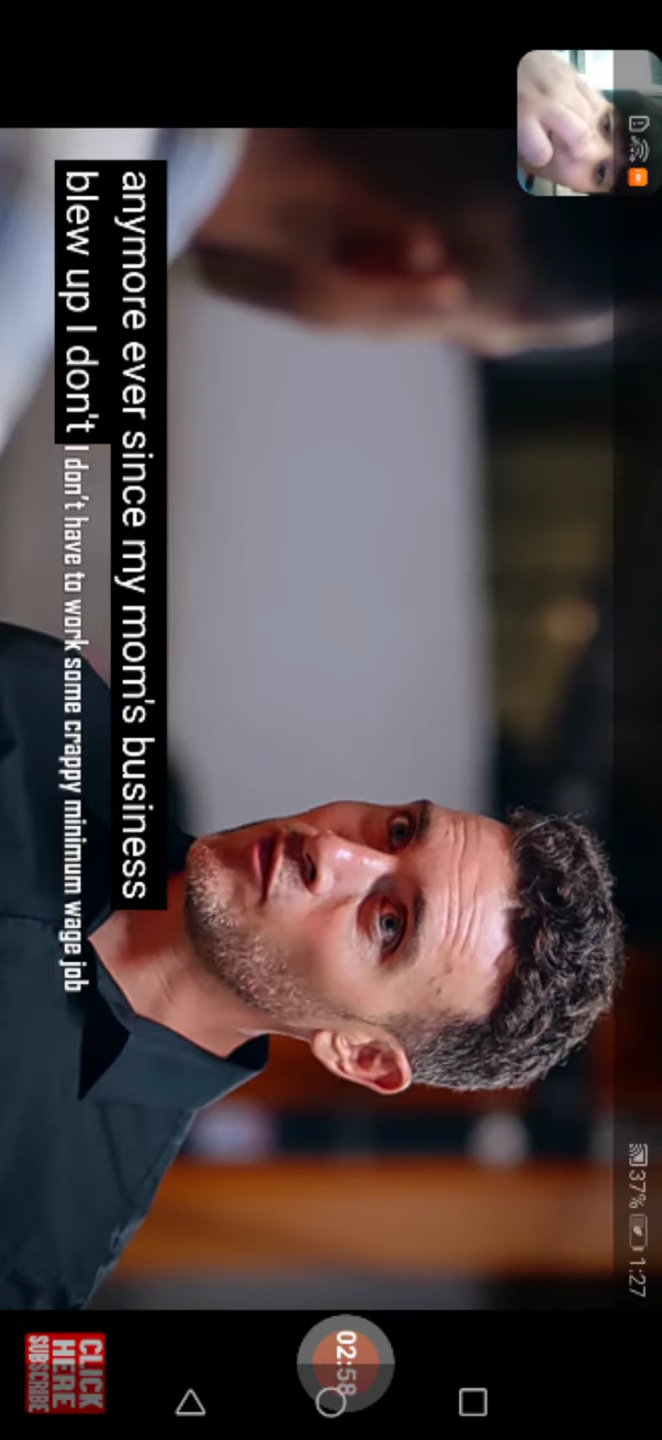 anymore ever since my mom's business
blew up I don't
I don't have to work some crappy minimum wage job
37% 1:27
02:58
CLICK
HERE
SUBSCRIBE